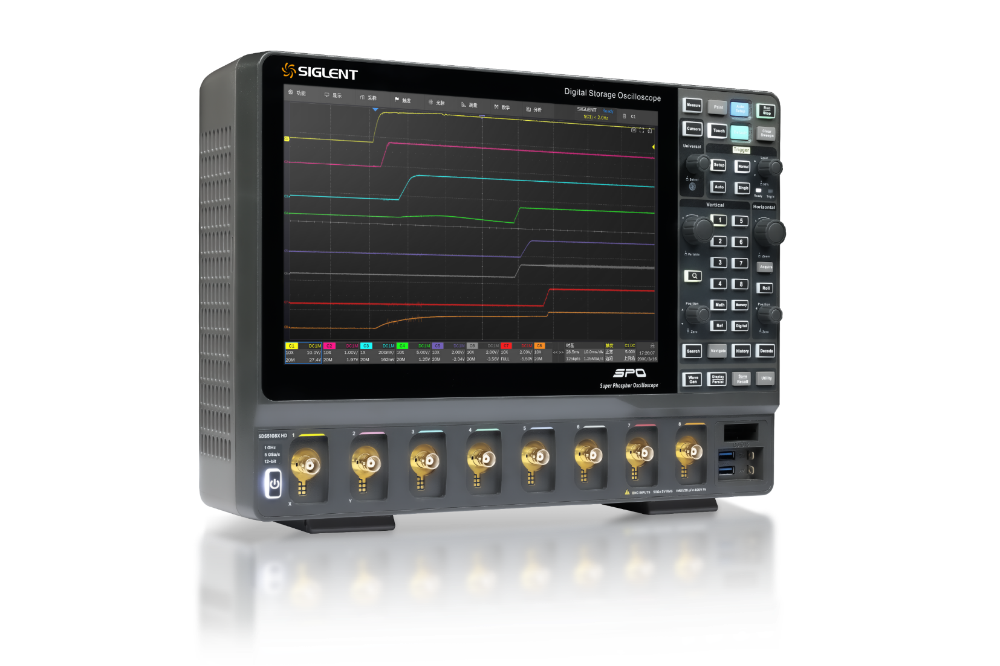 SIGLENT
Digital Storage Oscilloscope
功能 显示 采样 触发 光标 测量 数学 分析
SIGLENT Ready
f(C1) < 2.0Hz
C1
C1 DC1M
10X 10.0V/
20M 27.4V
C2 DC1M
10X 1.00V/
20M 1.97V
C3 DC1M
1X 200mV/
20M 162mV
C4 DC1M
10X 5.00V/
20M 1.25V
C5 DC1M
10X 2.00V/
20M -2.04V
C6 DC1M
10X 2.00V/
20M -3.56V
C7 DC1M
10X 2.00V/
FULL -5.50V
C8
10X
20M
<< >>
时基
28.5ms 10.0ms/div
125kpts 1.25MSa/s
触发 C1 DC
正常 5.00V
边沿 上升沿
17:26:07
2000/3/16
SPO
Super Phosphor Oscilloscope
Measure
Print
Auto Setup
Run Stop
Cursors
Touch
Clear Sweeps
Universal
Trigger
Select
Setup
Normal
Level
50%
Auto
Single
Ready
Trig'd
Vertical
Horizontal
1 5
2 6
3 7
4 8
Variable
Zoom
Acquire
Roll
Position
Math
Memory
Position
Ref
Digital
Zero
Zero
Search
Navigate
History
Decode
Wave Gen
Display Persist
Save Recall
Utility
SDS5108X HD
1 GHz
5 GSa/s
12-bit
1 2 3 4 5 6 7 8
X
Y
BNC INPUTS 50Ω≤5V RMS 1MΩ//20 pF≤400V Pk